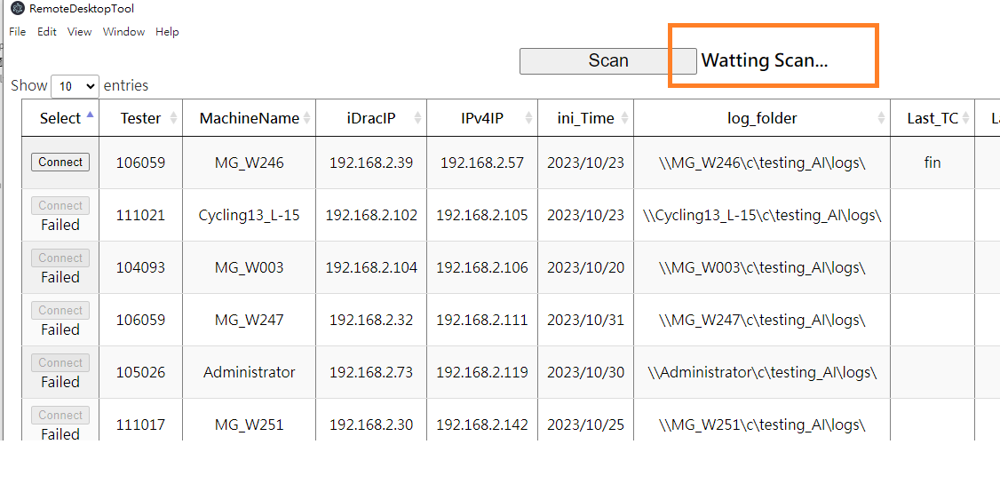 RemoteDesktopTool
File Edit View Window Help
Scan Watting Scan...
Show 10 entries
Select Tester MachineName iDracIP IPv4IP ini_Time log_folder Last_TC
Connect 106059 MG_W246 192.168.2.39 192.168.2.57 2023/10/23 \\MG_W246\c\testing_AI\logs\ fin
Connect
Failed 111021 Cycling13_L-15 192.168.2.102 192.168.2.105 2023/10/23 \\Cycling13_L-15\c\testing_AI\logs\
Connect
Failed 104093 MG_W003 192.168.2.104 192.168.2.106 2023/10/20 \\MG_W003\c\testing_AI\logs\
Connect
Failed 106059 MG_W247 192.168.2.32 192.168.2.111 2023/10/31 \\MG_W247\c\testing_AI\logs\
Connect
Failed 105026 Administrator 192.168.2.73 192.168.2.119 2023/10/30 \\Administrator\c\testing_AI\logs\
Connect
Failed 111017 MG_W251 192.168.2.30 192.168.2.142 2023/10/25 \\MG_W251\c\testing_AI\logs\